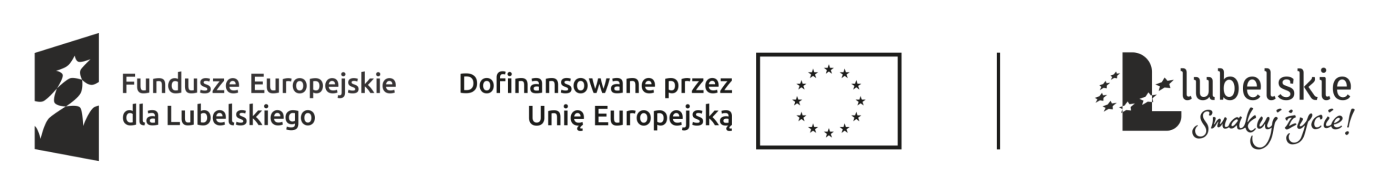 Fundusze Europejskie
dla Lubelskiego
Dofinansowane przez
Unię Europejską
lubelskie
Smakuj życie!